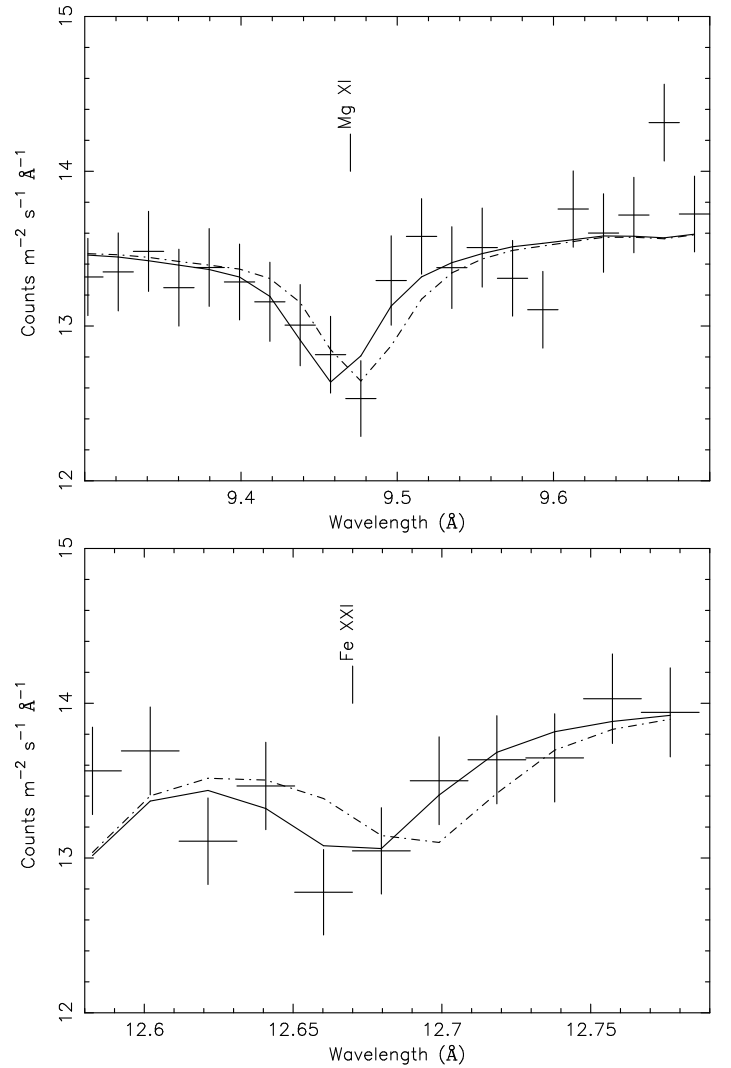 15
14
13
12
Counts m⁻² s⁻¹ Å⁻¹
Mg XI
9.4 9.5 9.6
Wavelength (Å)
15
14
13
12
Counts m⁻² s⁻¹ Å⁻¹
Fe XXI
12.6 12.65 12.7 12.75
Wavelength (Å)